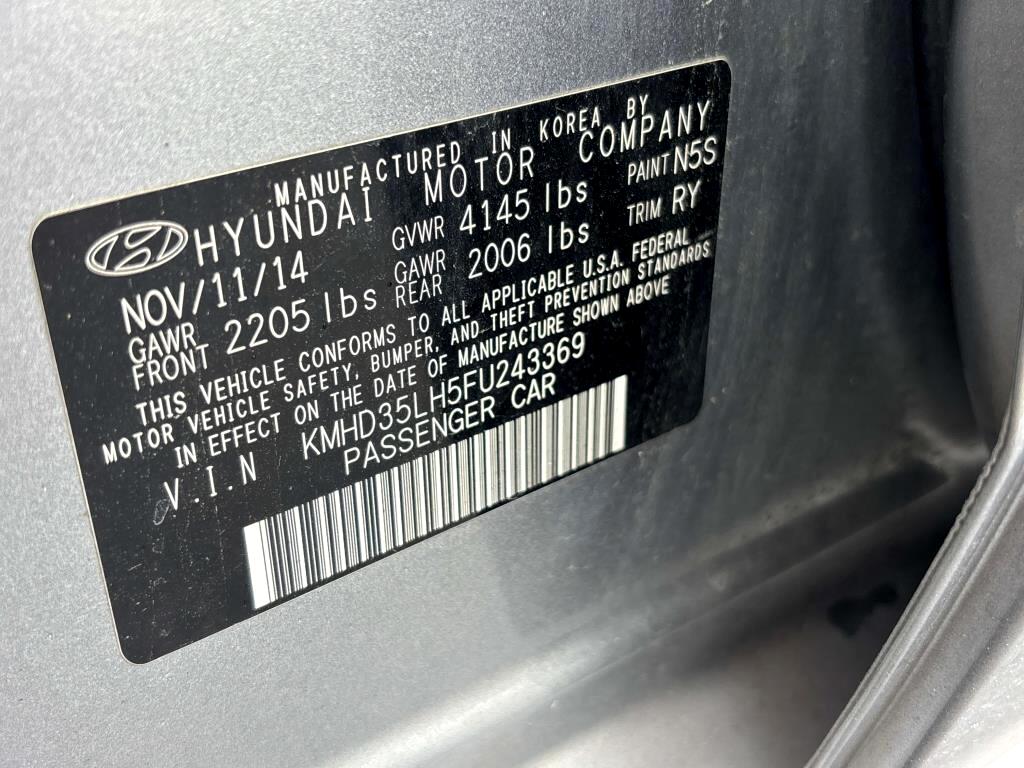 MANUFACTURED IN KOREA BY
HYUNDAI MOTOR COMPANY
NOV/11/14 GVWR 4145 lbs PAINT N5S
GAWR FRONT 2205 lbs GAWR REAR 2006 lbs TRIM RY
THIS VEHICLE CONFORMS TO ALL APPLICABLE U.S.A. FEDERAL
MOTOR VEHICLE SAFETY, BUMPER, AND THEFT PREVENTION STANDARDS
IN EFFECT ON THE DATE OF MANUFACTURE SHOWN ABOVE
V.I.N KMHD35LH5FU243369
PASSENGER CAR